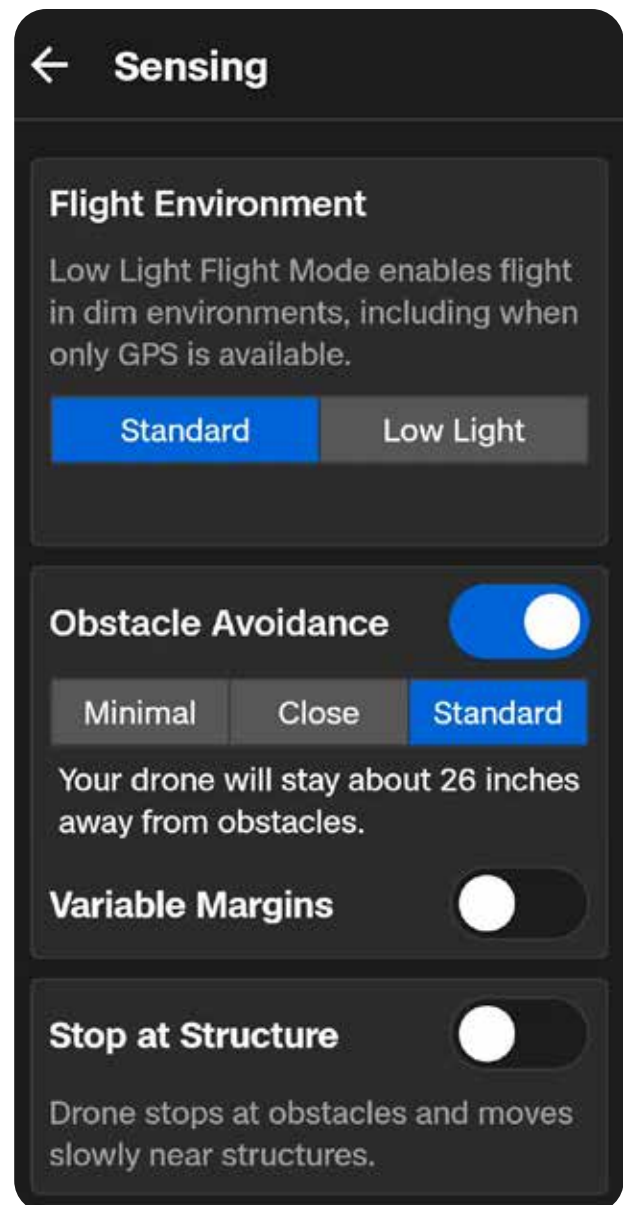 Sensing
Flight Environment
Low Light Flight Mode enables flight
in dim environments, including when
only GPS is available.
Standard Low Light
Obstacle Avoidance
Minimal Close Standard
Your drone will stay about 26 inches
away from obstacles.
Variable Margins
Stop at Structure
Drone stops at obstacles and moves
slowly near structures.